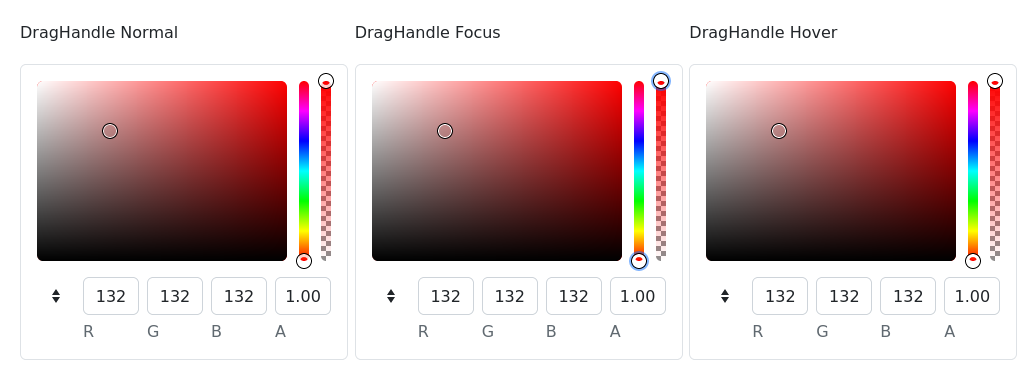 DragHandle Normal DragHandle Focus DragHandle Hover
132 132 132 1.00 132 132 132 1.00 132 132 132 1.00
R G B A R G B A R G B A